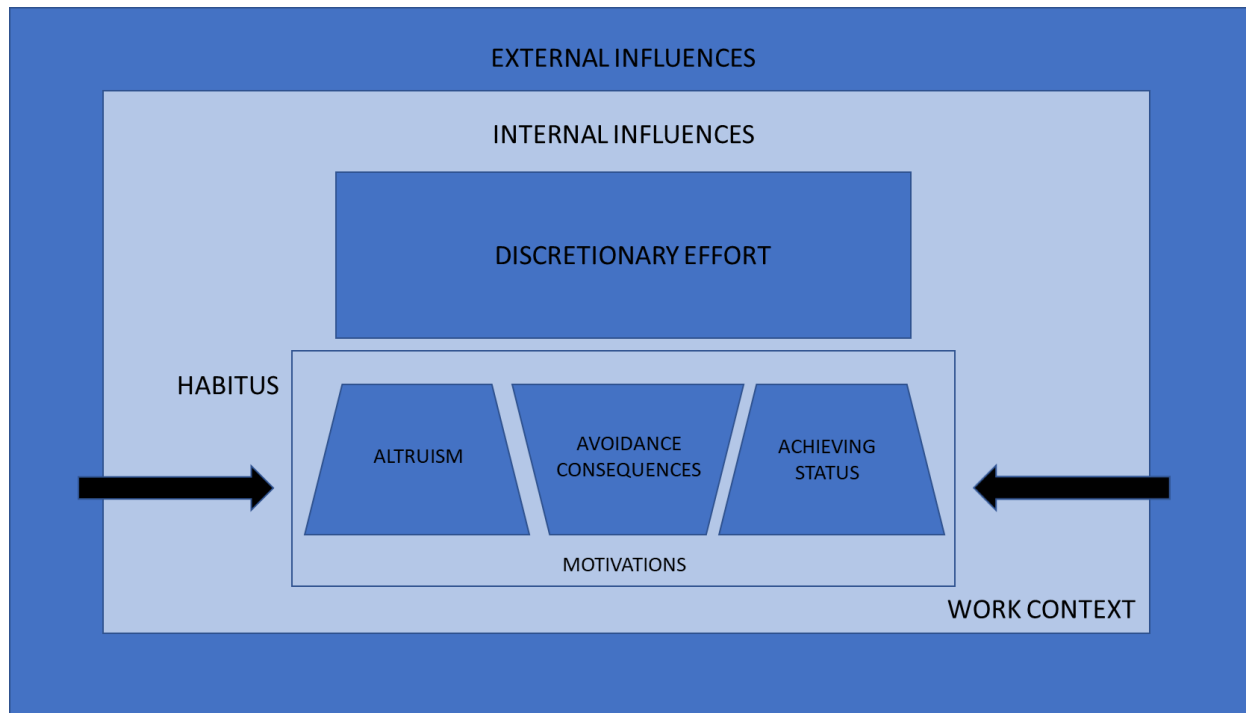 EXTERNAL INFLUENCES
INTERNAL INFLUENCES
DISCRETIONARY EFFORT
HABITUS
ALTRUISM
AVOIDANCE
CONSEQUENCES
ACHIEVING
STATUS
MOTIVATIONS
WORK CONTEXT